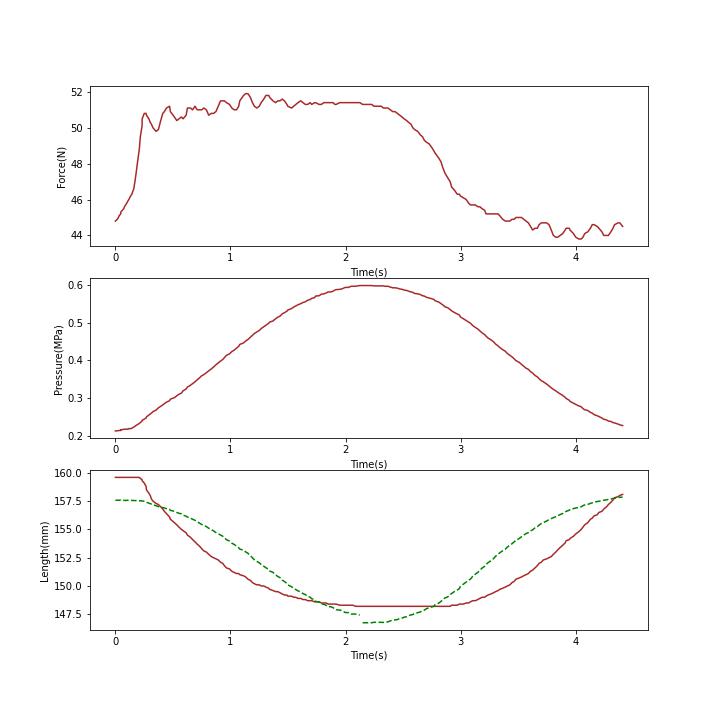 52
50
48
46
44
Force(N)
0 1 2 3 4
Time(s)
0.6
0.5
0.4
0.3
0.2
Pressure(MPa)
0 1 2 3 4
Time(s)
160.0
157.5
155.0
152.5
150.0
147.5
Length(mm)
0 1 2 3 4
Time(s)